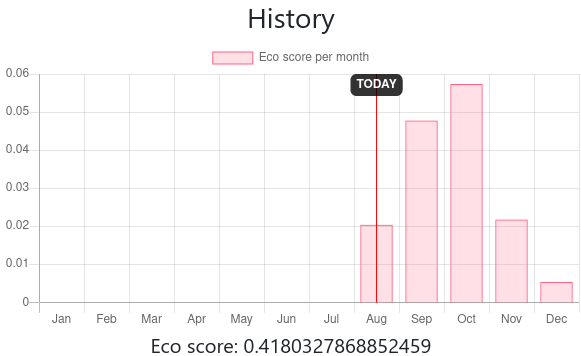 History
Eco score per month
TODAY
0.06
0.05
0.04
0.03
0.02
0.01
0
Jan Feb Mar Apr May Jun Jul Aug Sep Oct Nov Dec
Eco score: 0.4180327868852459